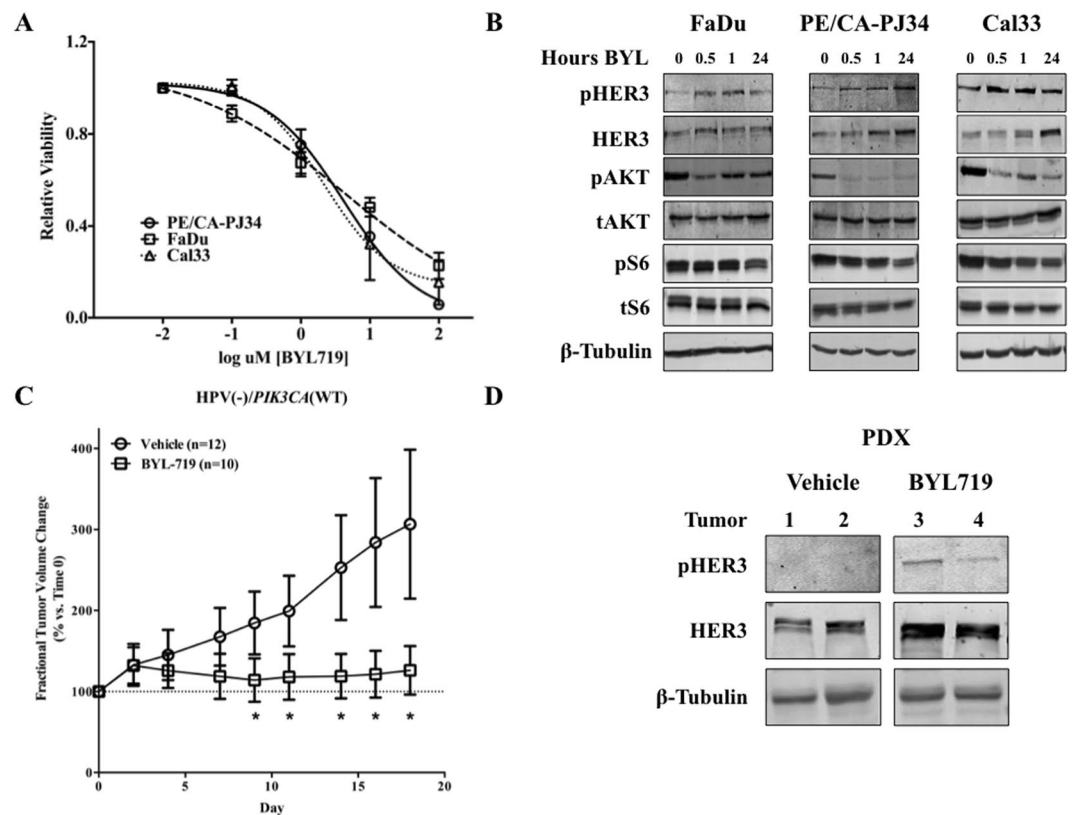 A
1.2
0.8
0.4
0.0
Relative Viability
PE/CA-PJ34
FaDu
Cal33
-2 -1 0 1 2
log uM [BYL719]
B
FaDu PE/CA-PJ34 Cal33
Hours BYL 0 0.5 1 24 0 0.5 1 24 0 0.5 1 24
pHER3
HER3
pAKT
tAKT
pS6
tS6
β-Tubulin
C
HPV(-)/PIK3CA(WT)
Vehicle (n=12)
BYL-719 (n=10)
400
300
200
100
0
Fractional Tumor Volume Change
(% vs. Time 0)
* * * * *
0 5 10 15 20
Day
D
PDX
Vehicle BYL719
Tumor 1 2 3 4
pHER3
HER3
β-Tubulin